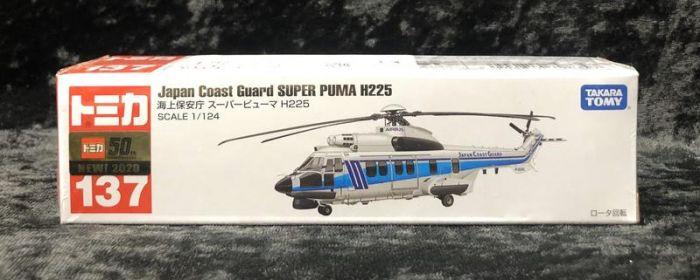 トミカ
トミカ 50th
NEW! 2020
137
Japan Coast Guard SUPER PUMA H225
海上保安庁 スーパーピューマ H225
SCALE 1/124
AIRBUS
JAPAN COAST GUARD
TAKARA
TOMY
ロータ回転